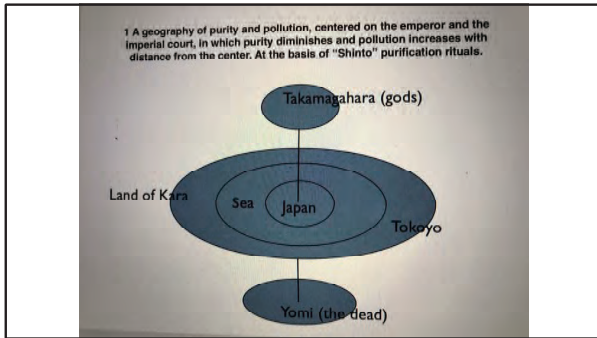 1 A geography of purity and pollution, centered on the emperor and the
imperial court, in which purity diminishes and pollution increases with
distance from the center. At the basis of "Shinto" purification rituals.
Takamagahara (gods)
Land of Kara
Sea
Japan
Tokoyo
Yomi (the dead)